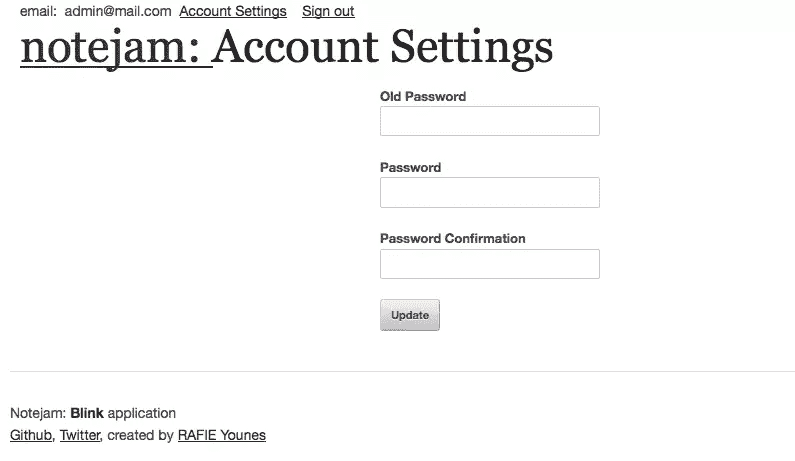 email: admin@mail.com Account Settings Sign out
notejam: Account Settings
Old Password
Password
Password Confirmation
Update
Notejam: Blink application
Github, Twitter, created by RAFIE Younes